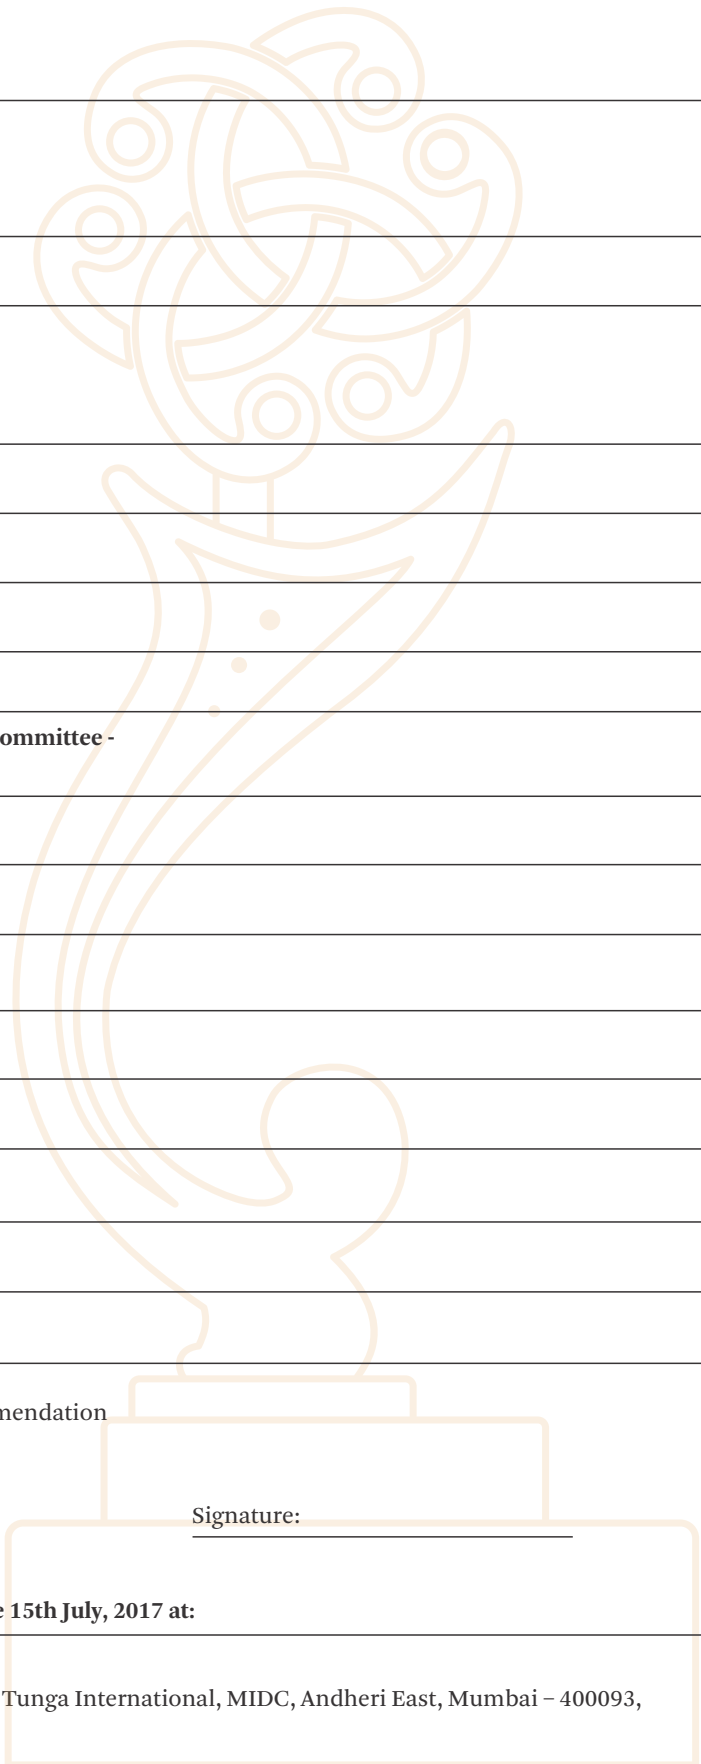 ommittee -
mendation
Signature:
e 15th July, 2017 at:
Tunga International, MIDC, Andheri East, Mumbai – 400093,